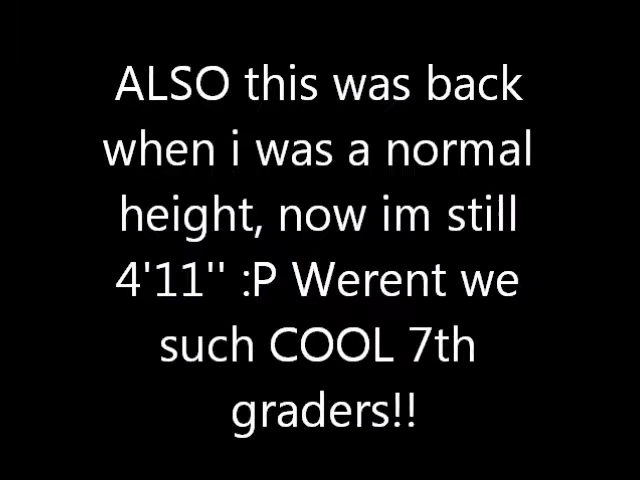 ALSO this was back
when i was a normal
height, now im still
4'11'' :P Werent we
such COOL 7th
graders!!